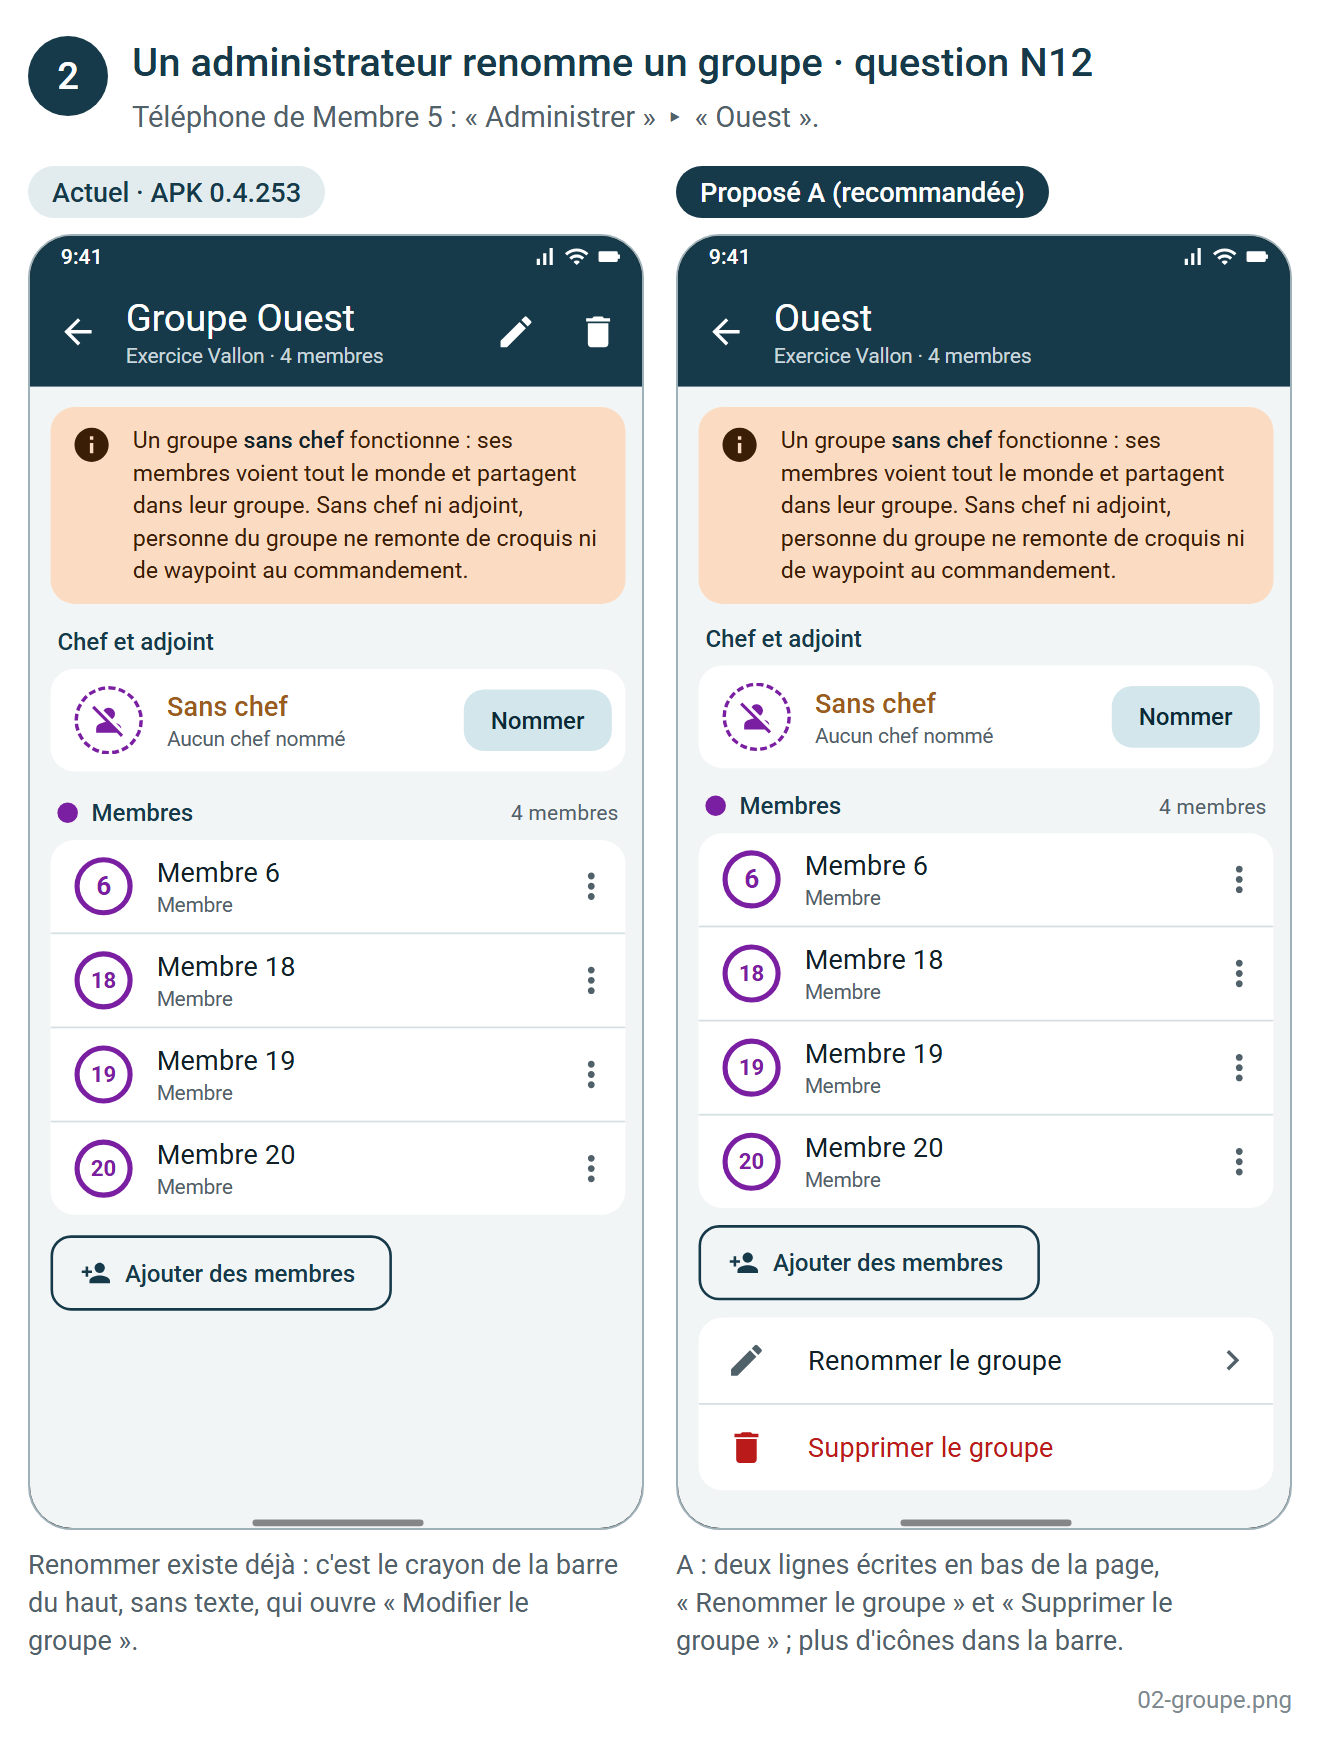 2
Un administrateur renomme un groupe · question N12
Téléphone de Membre 5 : « Administrer » ▸ « Ouest ».
Actuel · APK 0.4.253
9:41
Groupe Ouest
Exercice Vallon · 4 membres
Un groupe sans chef fonctionne : ses
membres voient tout le monde et partagent
dans leur groupe. Sans chef ni adjoint,
personne du groupe ne remonte de croquis ni
de waypoint au commandement.
Chef et adjoint
Sans chef
Aucun chef nommé
Nommer
Membres
4 membres
6
Membre 6
Membre
18
Membre 18
Membre
19
Membre 19
Membre
20
Membre 20
Membre
Ajouter des membres
Renommer existe déjà : c'est le crayon de la barre
du haut, sans texte, qui ouvre « Modifier le
groupe ».
Proposé A (recommandée)
9:41
Ouest
Exercice Vallon · 4 membres
Un groupe sans chef fonctionne : ses
membres voient tout le monde et partagent
dans leur groupe. Sans chef ni adjoint,
personne du groupe ne remonte de croquis ni
de waypoint au commandement.
Chef et adjoint
Sans chef
Aucun chef nommé
Nommer
Membres
4 membres
6
Membre 6
Membre
18
Membre 18
Membre
19
Membre 19
Membre
20
Membre 20
Membre
Ajouter des membres
Renommer le groupe
Supprimer le groupe
A : deux lignes écrites en bas de la page,
« Renommer le groupe » et « Supprimer le
groupe » ; plus d'icônes dans la barre.
02-groupe.png